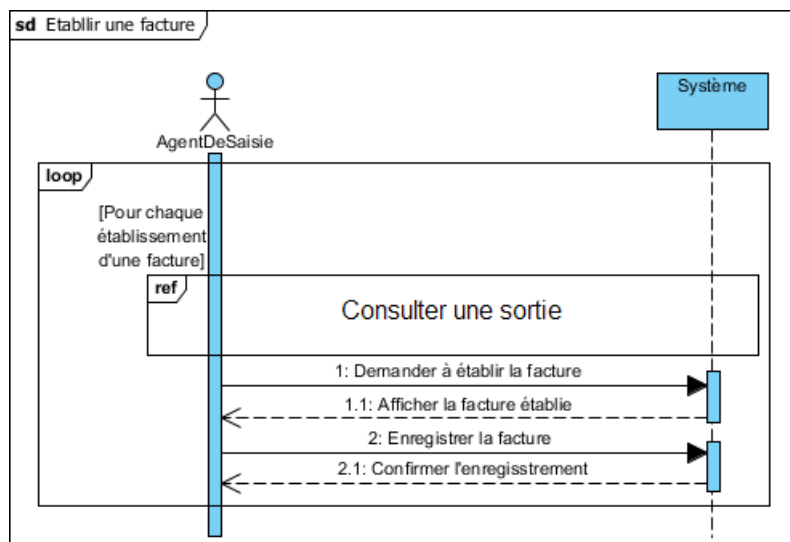 sd Etabllir une facture
Système
AgentDeSaisie
loop
[Pour chaque
établissement
d'une facture]
ref
Consulter une sortie
1: Demander à établir la facture
1.1: Afficher la facture établie
2: Enregistrer la facture
2.1: Confirmer l'enregisstrement